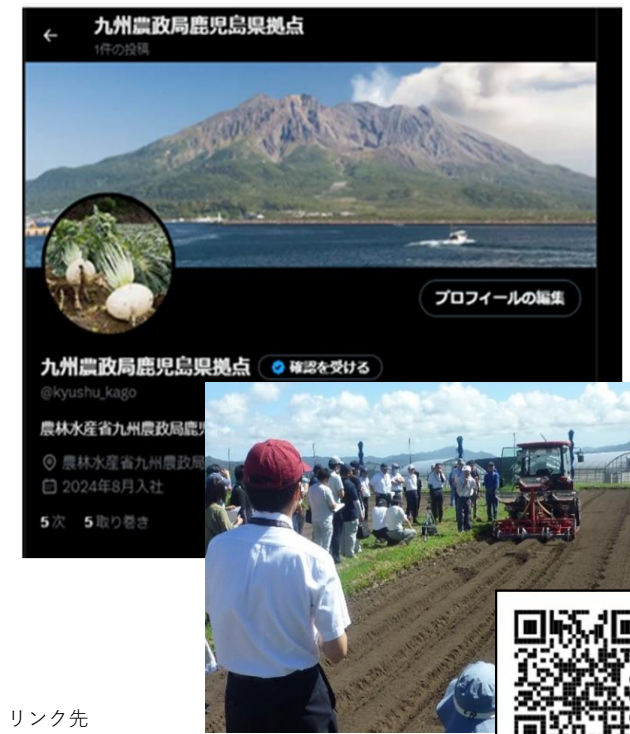 九州農政局鹿児島県拠点
1件の投稿
プロフィールの編集
九州農政局鹿児島県拠点
確認を受ける
@kyushu_kago
農林水産省九州農政局鹿
農林水産省九州農政局
2024年8月入社
5次 5取り巻き
リンク先